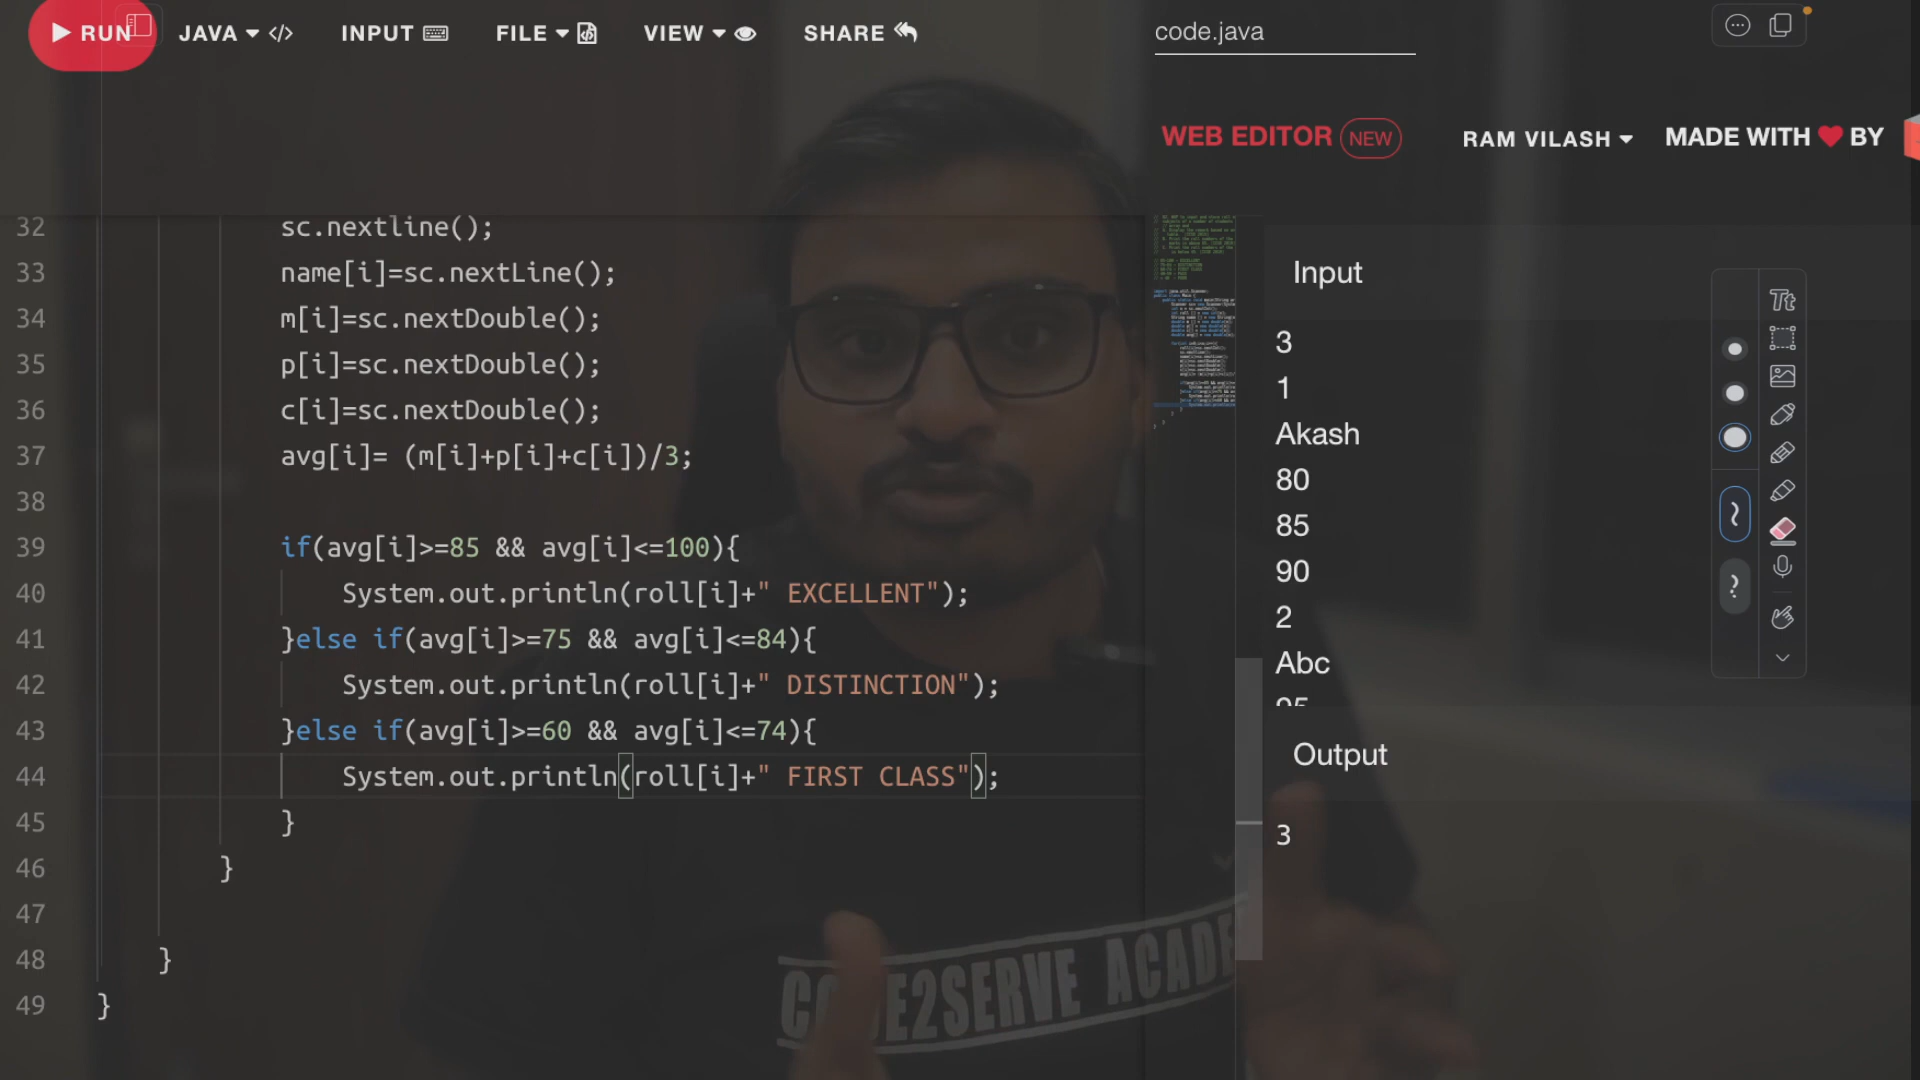 RUN
JAVA
INPUT
FILE
VIEW
SHARE
code.java
WEB EDITOR NEW
RAM VILASH
MADE WITH BY
32 sc.nextline();
33 name[i]=sc.nextLine();
34 m[i]=sc.nextDouble();
35 p[i]=sc.nextDouble();
36 c[i]=sc.nextDouble();
37 avg[i]= (m[i]+p[i]+c[i])/3;
38
39 if(avg[i]>=85 && avg[i]<=100){
40 System.out.println(roll[i]+" EXCELLENT");
41 }else if(avg[i]>=75 && avg[i]<=84){
42 System.out.println(roll[i]+" DISTINCTION");
43 }else if(avg[i]>=60 && avg[i]<=74){
44 System.out.println(roll[i]+" FIRST CLASS");
45 }
46 }
47
48 }
49 }
Input
3
1
Akash
80
85
90
2
Abc
Output
3
Tt